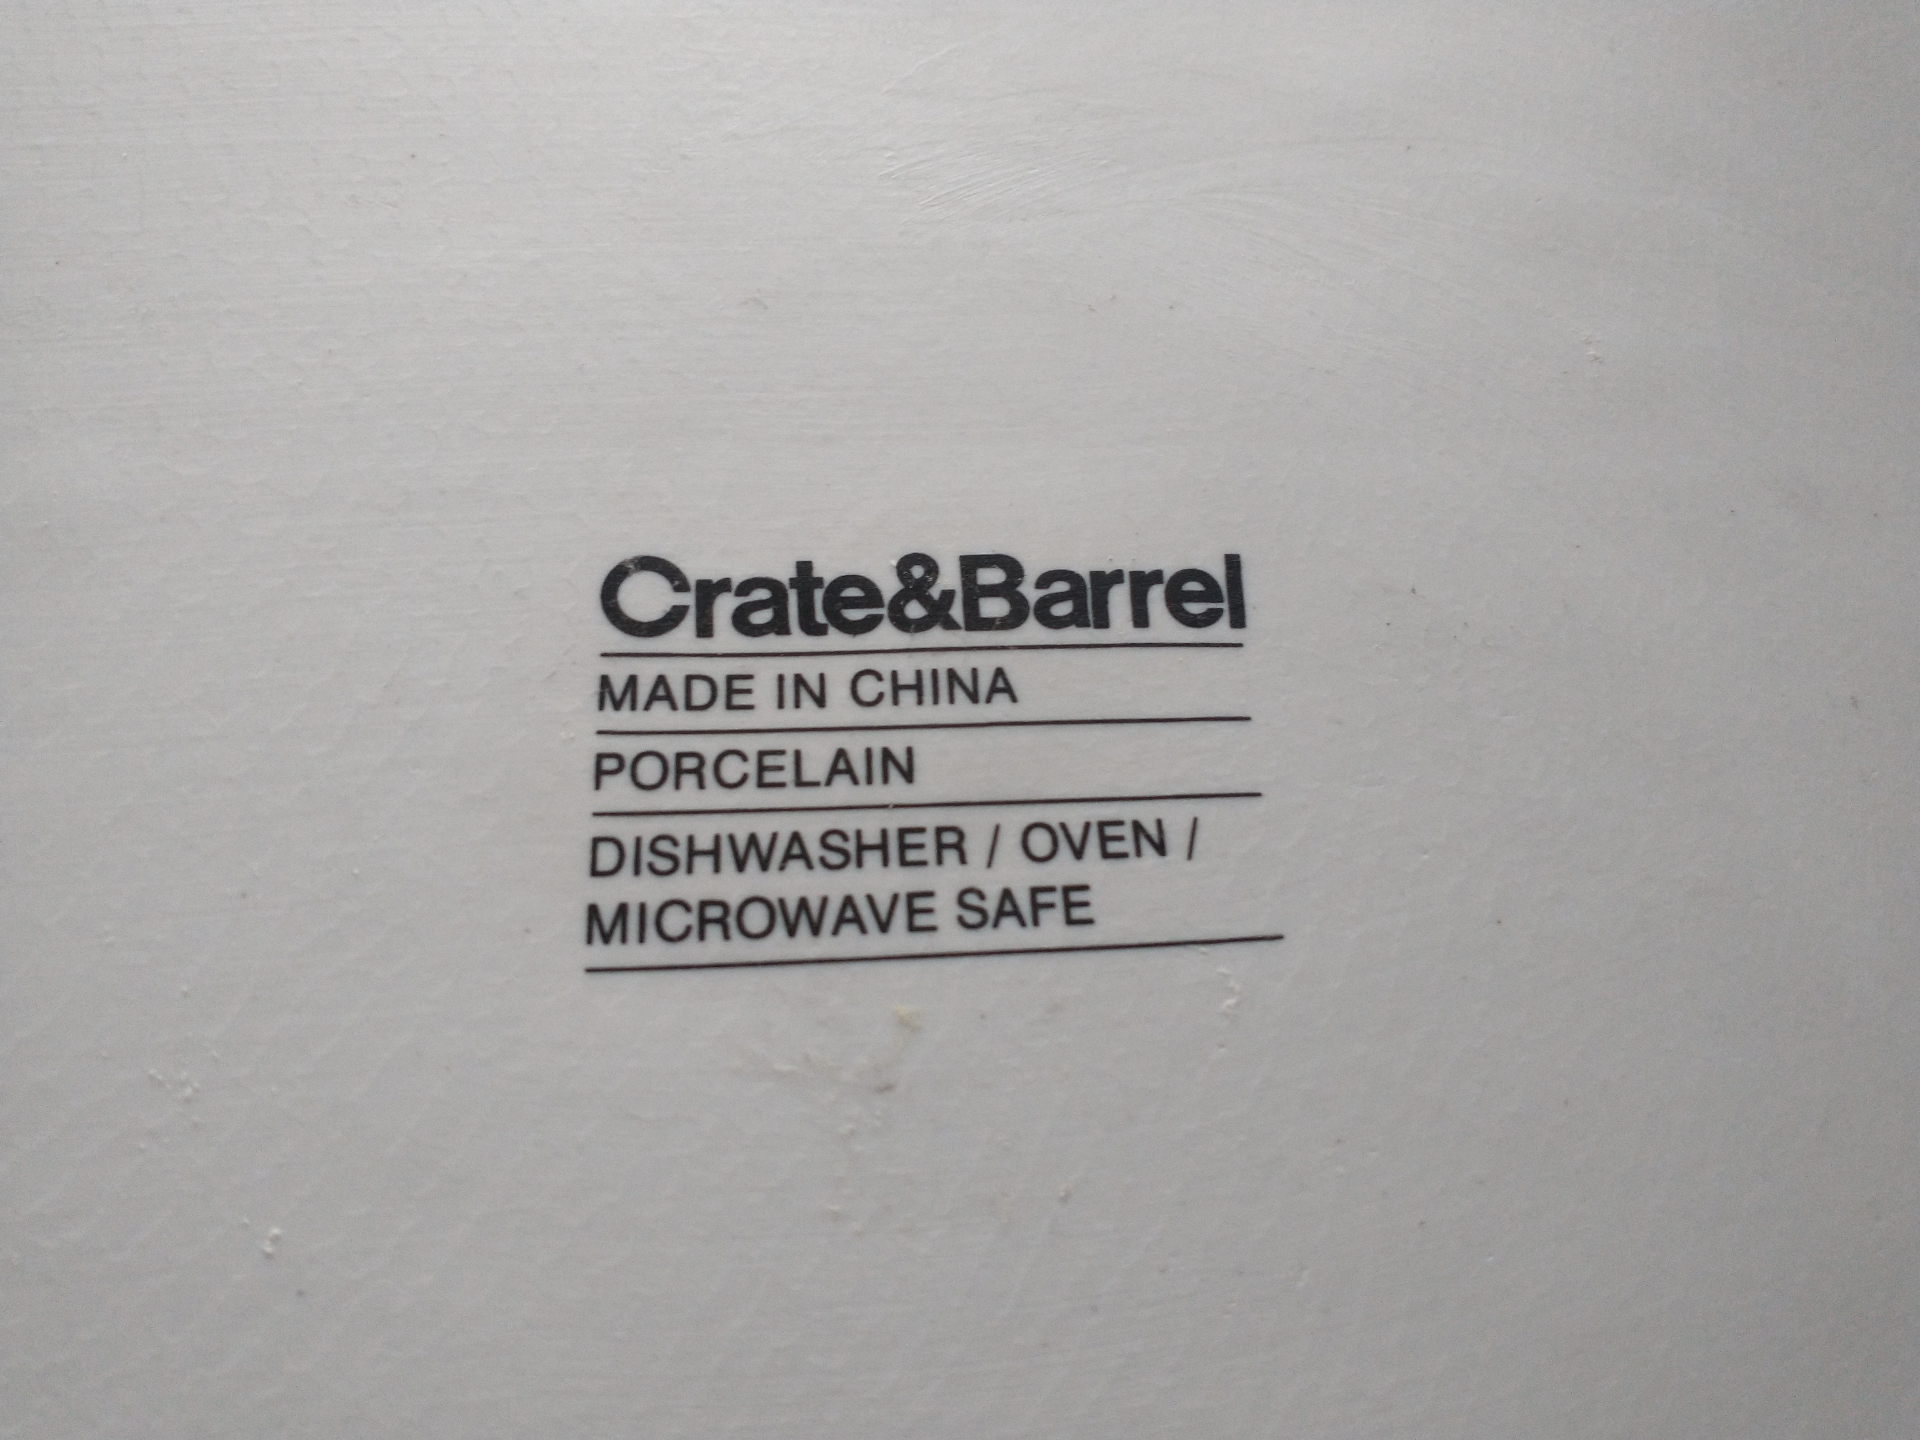 Crate&Barrel
MADE IN CHINA
PORCELAIN
DISHWASHER / OVEN /
MICROWAVE SAFE